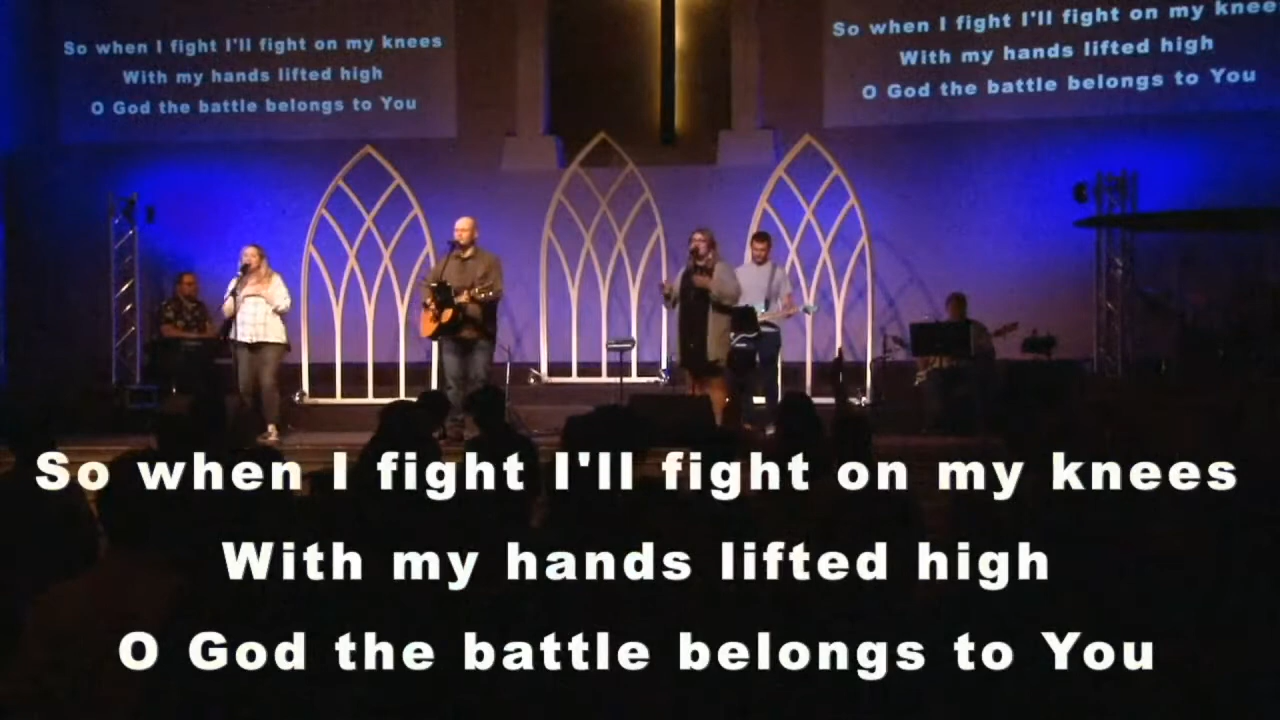 So when I fight I'll fight on my knees
With my hands lifted high
O God the battle belongs to You
So when I fight I'll fight on my knee
With my hands lifted high
O God the battle belongs to You
So when I fight I'll fight on my knees
With my hands lifted high
O God the battle belongs to You